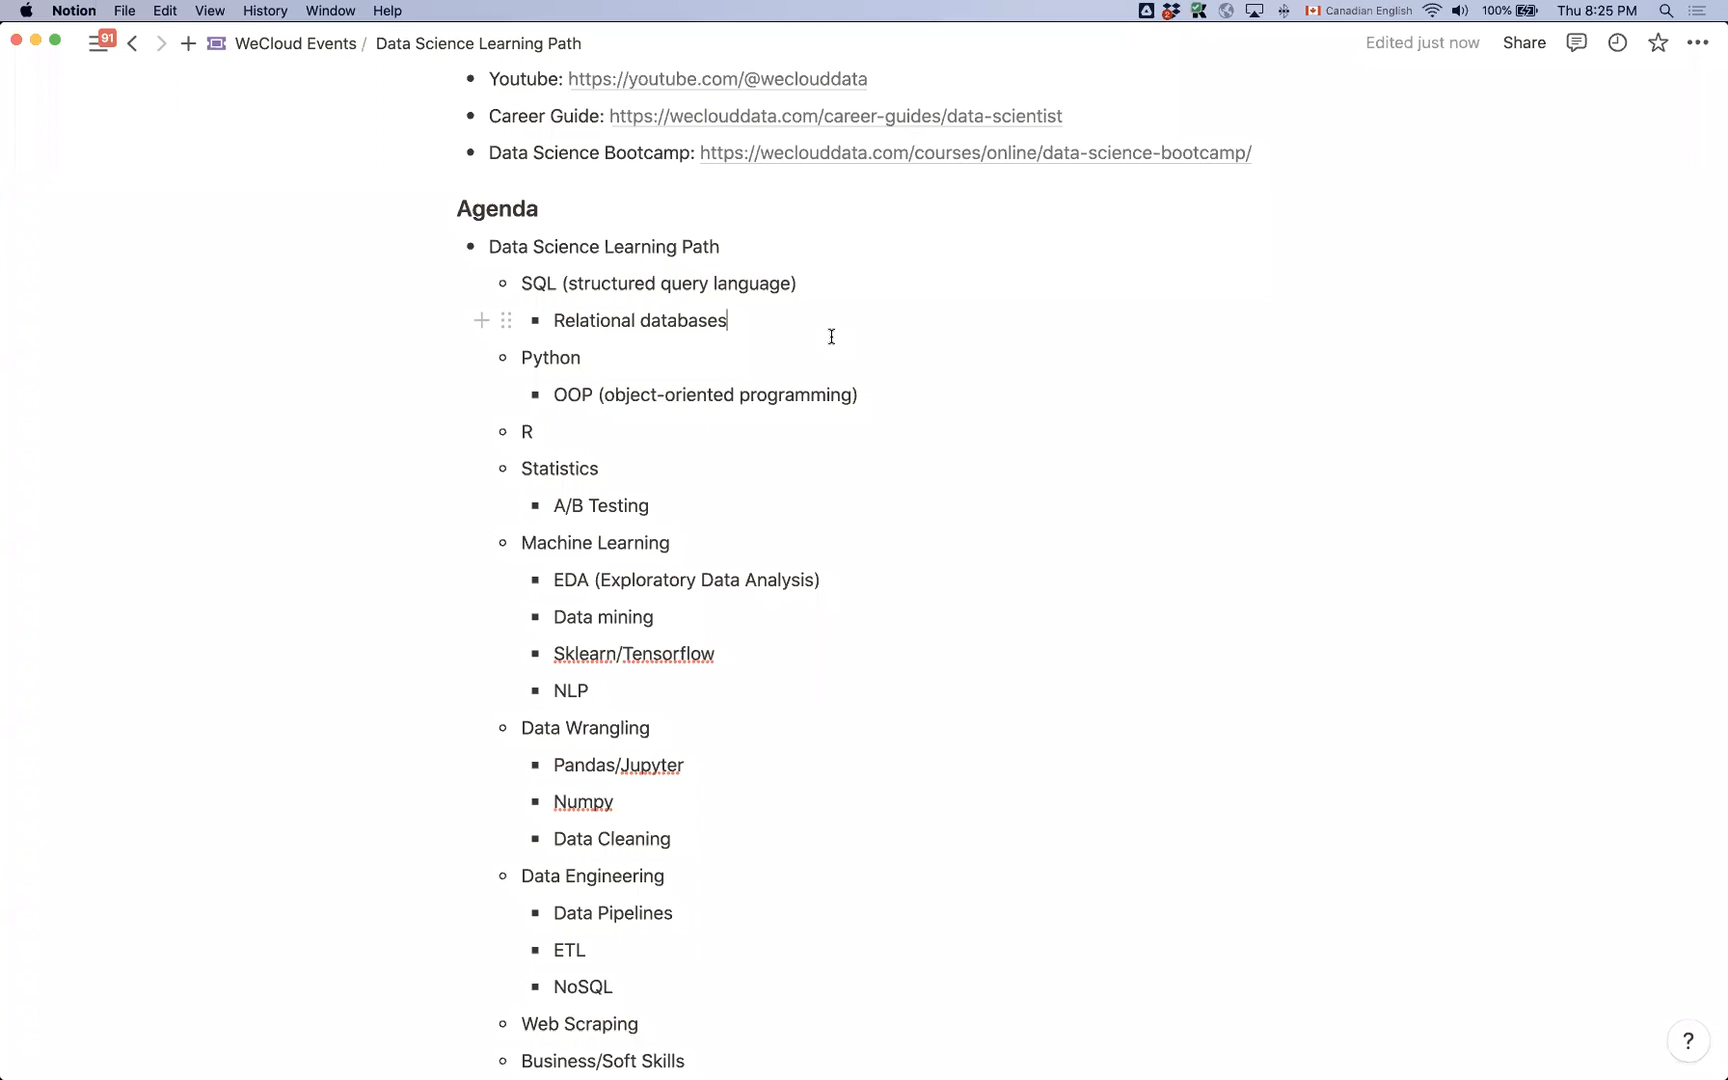 Notion File Edit View History Window Help Canadian English 100% Thu 8:25 PM
91 WeCloud Events / Data Science Learning Path Edited just now Share
Youtube: https://youtube.com/@weclouddata
Career Guide: https://weclouddata.com/career-guides/data-scientist
Data Science Bootcamp: https://weclouddata.com/courses/online/data-science-bootcamp/
Agenda
Data Science Learning Path
SQL (structured query language)
Relational databases
Python
OOP (object-oriented programming)
R
Statistics
A/B Testing
Machine Learning
EDA (Exploratory Data Analysis)
Data mining
Sklearn/Tensorflow
NLP
Data Wrangling
Pandas/Jupyter
Numpy
Data Cleaning
Data Engineering
Data Pipelines
ETL
NoSQL
Web Scraping
Business/Soft Skills
?